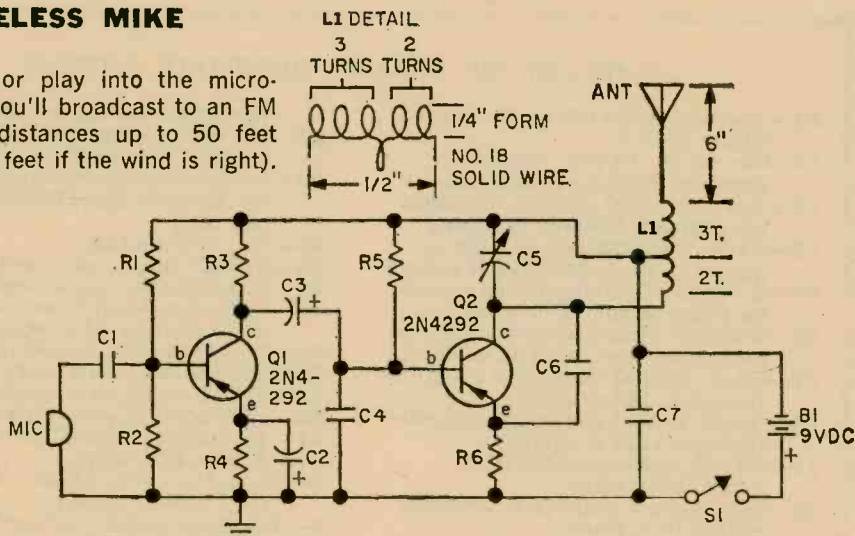 ELESS MIKE
or play into the micro-
ou'll broadcast to an FM
distances up to 50 feet
feet if the wind is right).
L1 DETAIL
3 2
TURNS TURNS
1/4" FORM
NO. 18
SOLID WIRE
1/2"
ANT
6"
L1
3T.
2T.
R1
R3
R5
C5
C3
+
Q2
2N4292
C1
c
c
b
Q1
2N4-
292
b
C6
e
e
MIC
R2
C4
C7
B1
9VDC
+
R4
C2
+
R6
S1